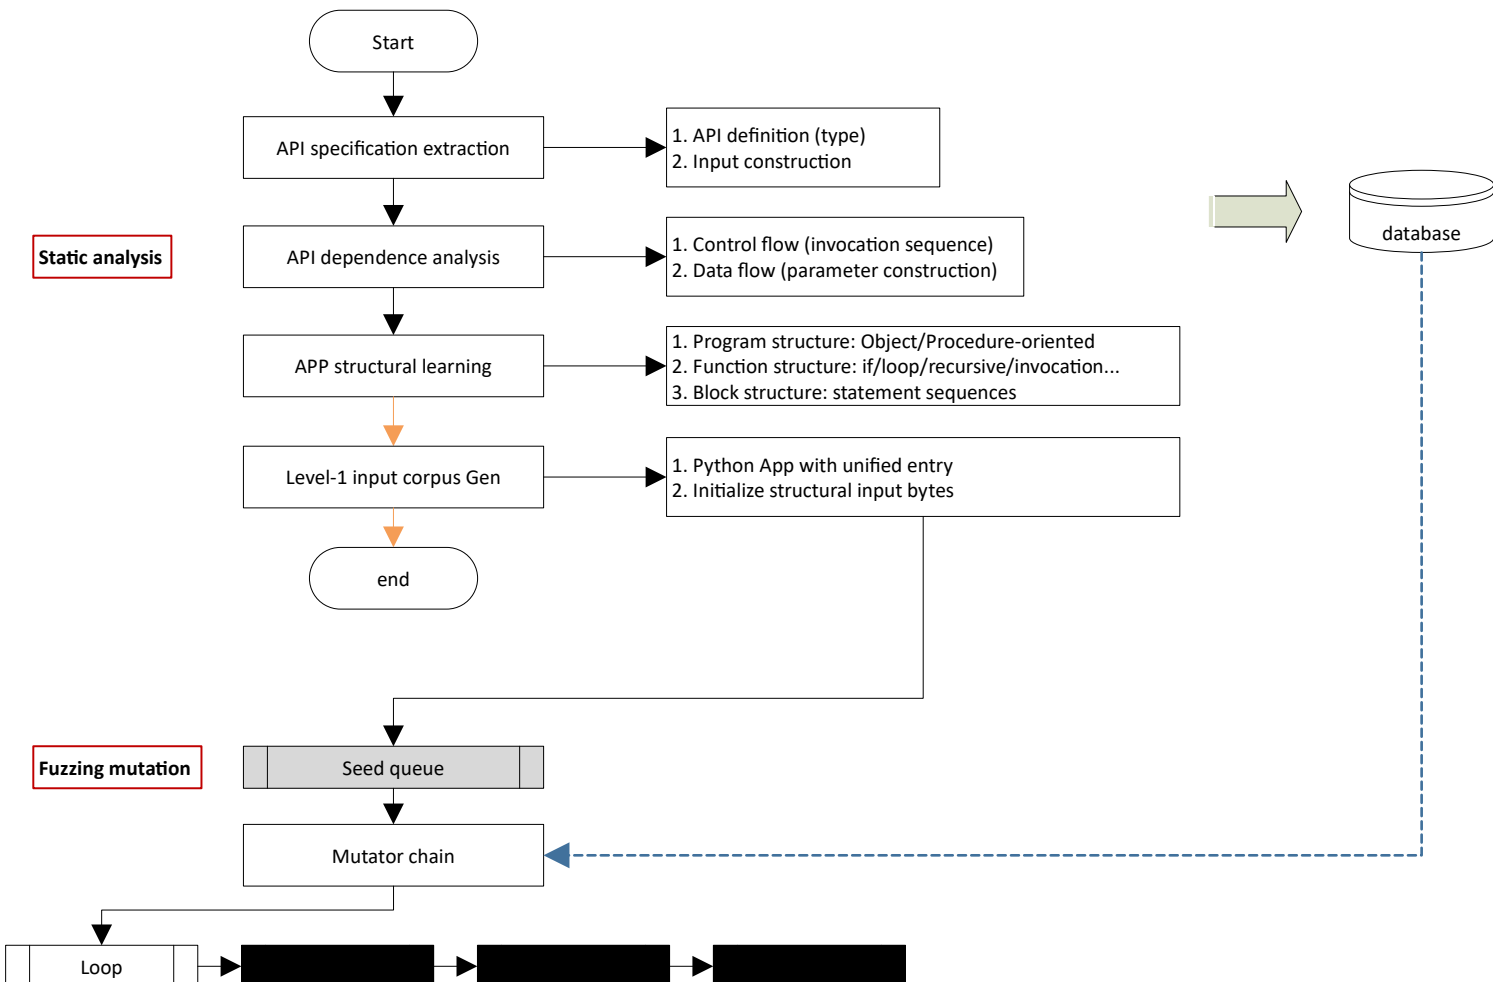 Start
API specification extraction
1. API definition (type)
2. Input construction
database
Static analysis
API dependence analysis
1. Control flow (invocation sequence)
2. Data flow (parameter construction)
APP structural learning
1. Program structure: Object/Procedure-oriented
2. Function structure: if/loop/recursive/invocation...
3. Block structure: statement sequences
Level-1 input corpus Gen
1. Python App with unified entry
2. Initialize structural input bytes
end
Fuzzing mutation
Seed queue
Mutator chain
Loop